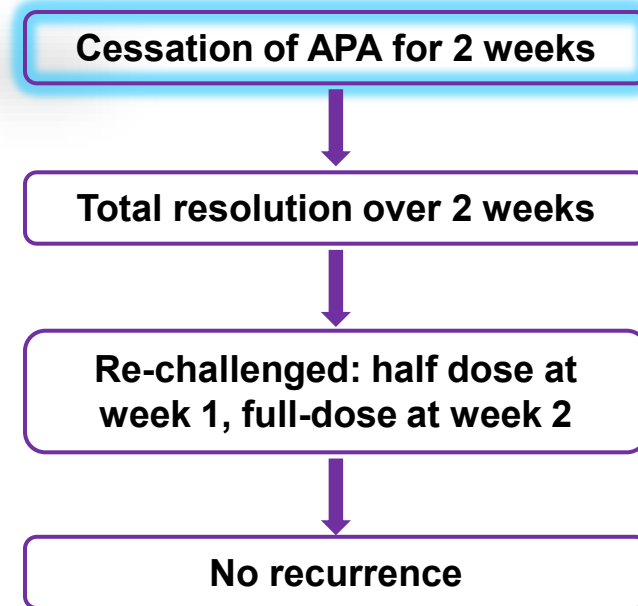 Cessation of APA for 2 weeks
Total resolution over 2 weeks
Re-challenged: half dose at
week 1, full-dose at week 2
No recurrence